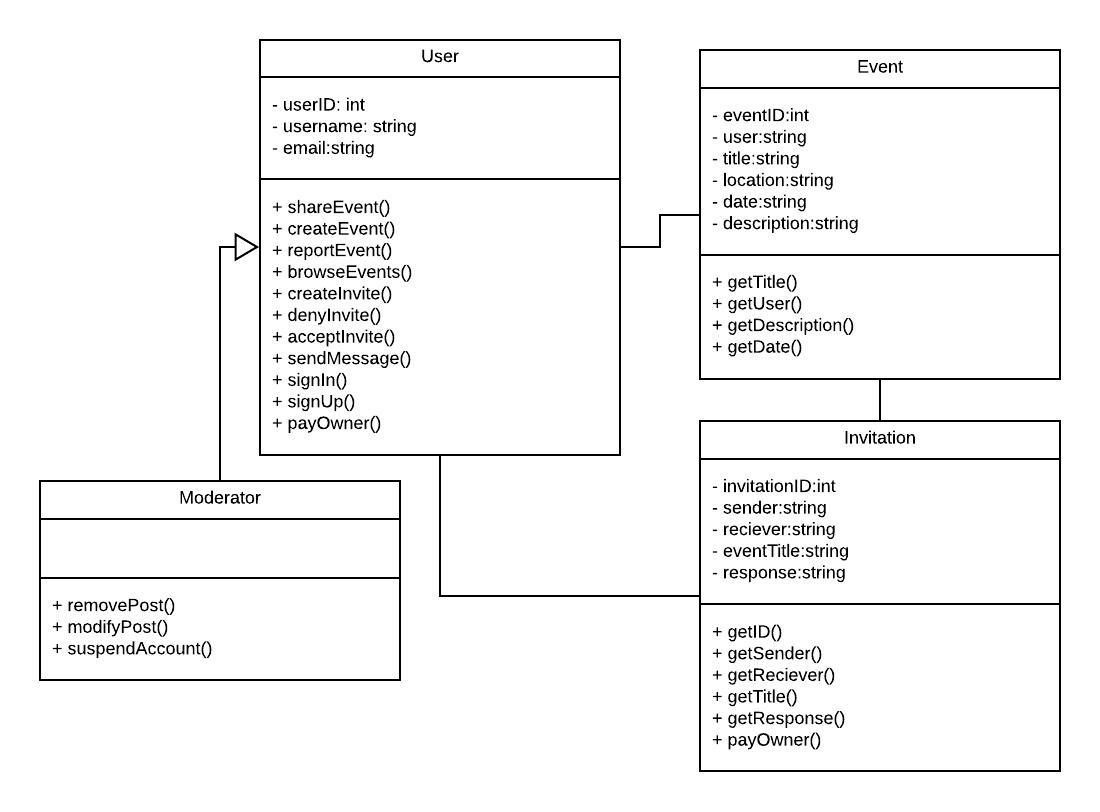 User
- userID: int
- username: string
- email:string
+ shareEvent()
+ createEvent()
+ reportEvent()
+ browseEvents()
+ createInvite()
+ denyInvite()
+ acceptInvite()
+ sendMessage()
+ signIn()
+ signUp()
+ payOwner()
Event
- eventID:int
- user:string
- title:string
- location:string
- date:string
- description:string
+ getTitle()
+ getUser()
+ getDescription()
+ getDate()
Moderator
+ removePost()
+ modifyPost()
+ suspendAccount()
Invitation
- invitationID:int
- sender:string
- reciever:string
- eventTitle:string
- response:string
+ getID()
+ getSender()
+ getReciever()
+ getTitle()
+ getResponse()
+ payOwner()